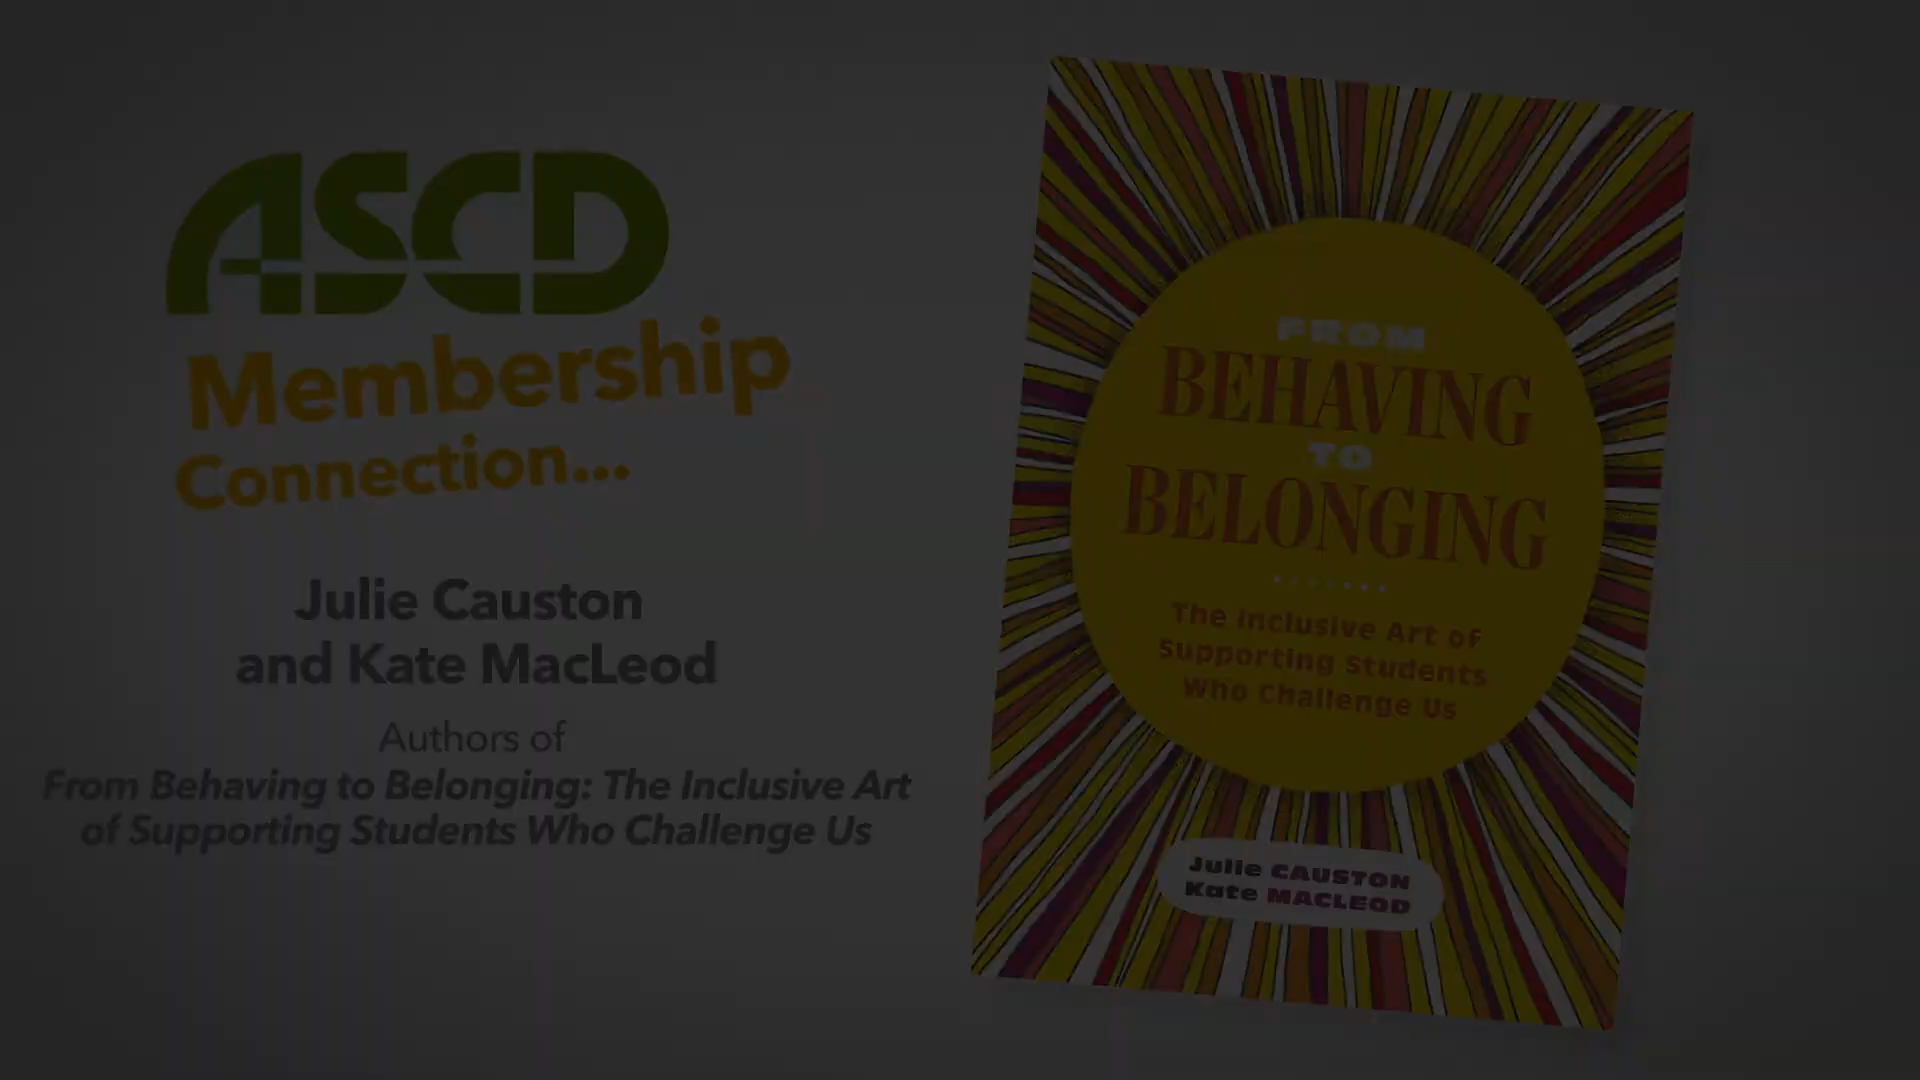 ASCD
Membership
Connection...
Julie Causton
and Kate MacLeod
Authors of
From Behaving to Belonging: The Inclusive Art
of Supporting Students Who Challenge Us
FROM
BEHAVING
TO
BELONGING
The Inclusive Art of
Supporting Students
Who Challenge Us
Julie CAUSTON
Kate MACLEOD